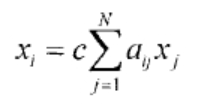 x_i = c \sum_{j=1}^{N} a_{ij} x_j